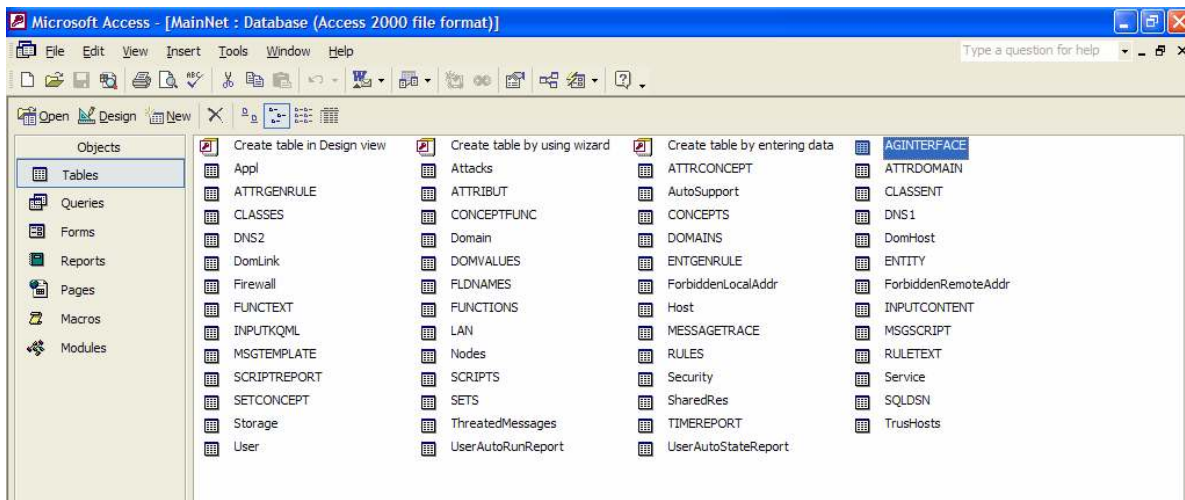 Microsoft Access - [MainNet : Database (Access 2000 file format)]
File Edit View Insert Tools Window Help Type a question for help
Open Design New
Objects Create table in Design view Create table by using wizard Create table by entering data AGINTERFACE
Tables Appl Attacks ATTRCONCEPT ATTRDOMAIN
ATTRGENRULE ATTRIBUT AutoSupport CLASSENT
Queries CLASSES CONCEPTFUNC CONCEPTS DNS1
Forms DNS2 Domain DOMAINS DomHost
Reports DomLink DOMVALUES ENTGENRULE ENTITY
Pages Firewall FLDNAMES ForbiddenLocalAddr ForbiddenRemoteAddr
FUNCTEXT FUNCTIONS Host INPUTCONTENT
Macros INPUTKQML LAN MESSAGETRACE MSGSCRIPT
Modules MSGTEMPLATE Nodes RULES RULETEXT
SCRIPTREPORT SCRIPTS Security Service
SETCONCEPT SETS SharedRes SQLDSN
Storage ThreatedMessages TIMEREPORT TrusHosts
User UserAutoRunReport UserAutoStateReport